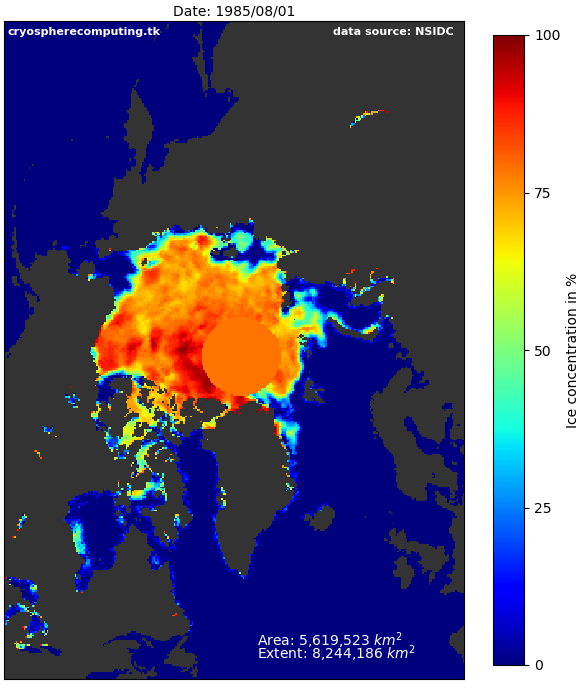 Date: 1985/08/01
cryospherecomputing.tk data source: NSIDC
100
75
50
25
0
Ice concentration in %
Area: 5,619,523 km²
Extent: 8,244,186 km²